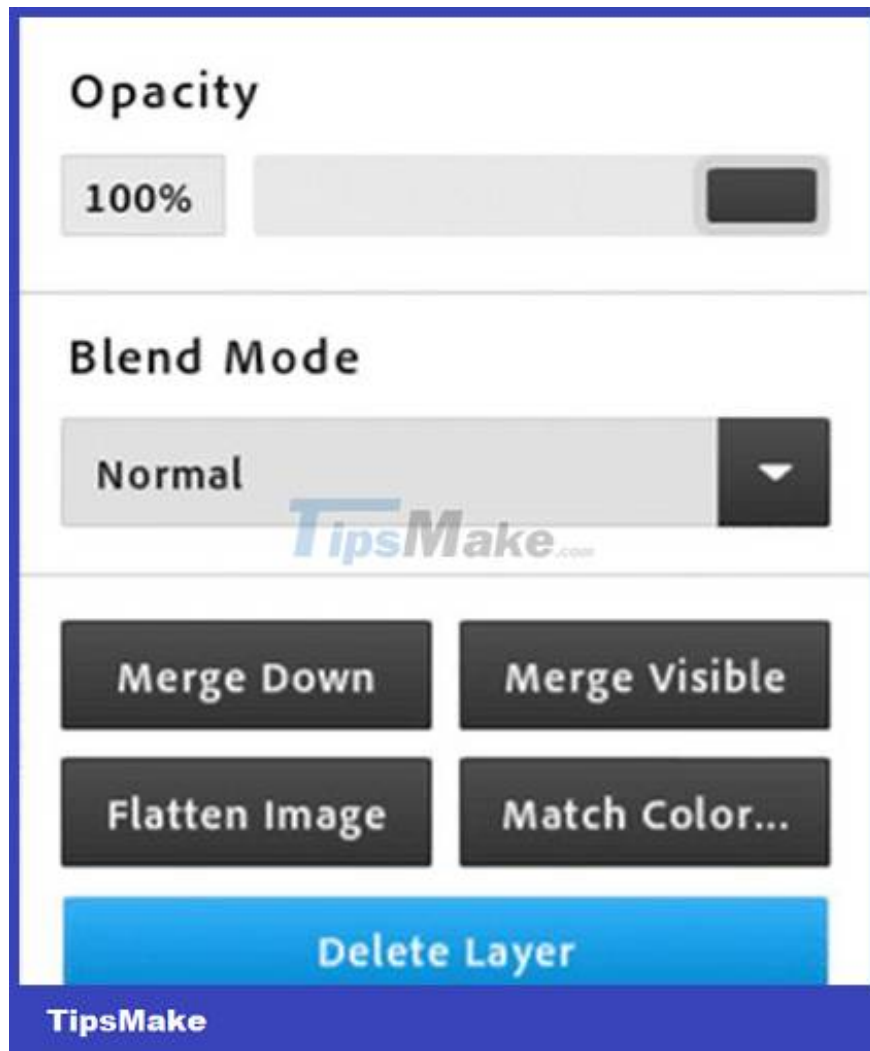 Opacity
100%
Blend Mode
Normal
TipsMake.com
Merge Down Merge Visible
Flatten Image Match Color...
Delete Layer
TipsMake